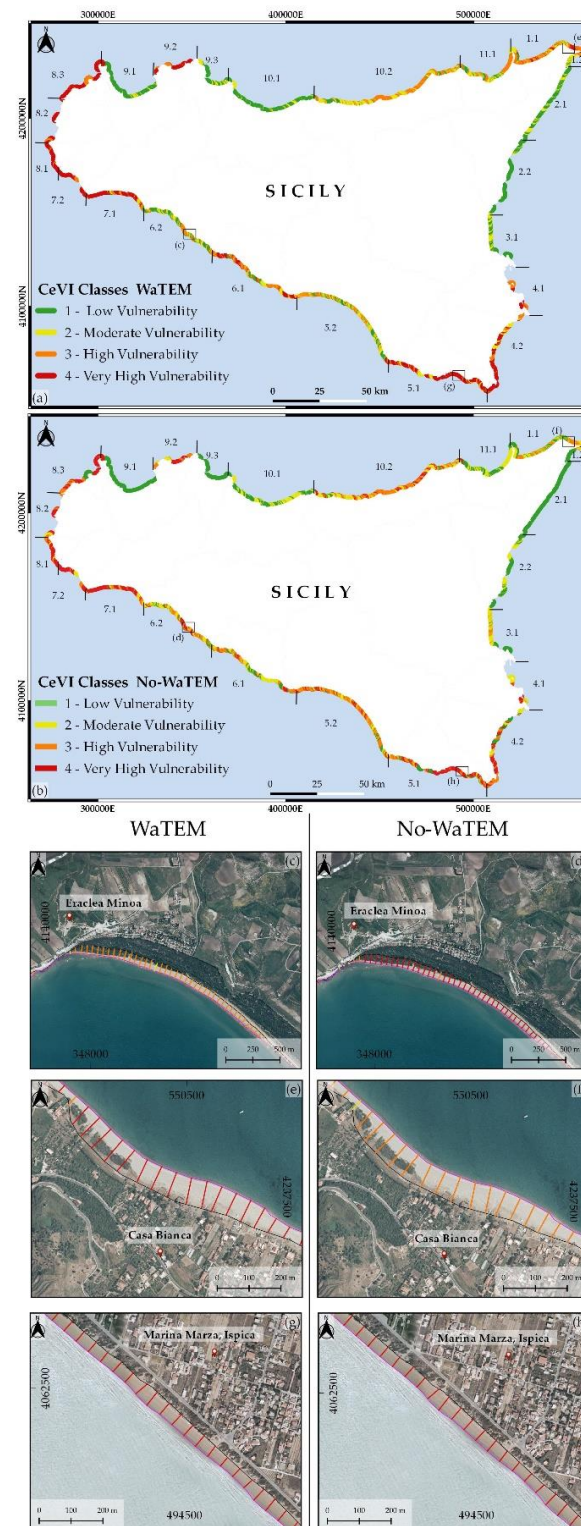 1.1
(e)
9.2
11.1
8.3
9.1
9.3
1.2
10.1
10.2
2.1
8.2
4200000N
2.2
8.1
SICILY
3.1
7.2
7.1
6.2
(c)
4.1
6.1
CeVI Classes WaTEM
1 - Low Vulnerability
5.2
4100000N
2 - Moderate Vulnerability
4.2
3 - High Vulnerability
4 - Very High Vulnerability
0 25 50 km
5.1
(g)
(a)
300000E 400000E 500000E
1.1
(f)
9.2
11.1
8.3
9.1
9.3
10.1
10.2
2.1
8.2
4200000N
2.2
8.1
SICILY
3.1
7.2
7.1
6.2
(d)
4.1
6.1
CeVI Classes No-WaTEM
1 - Low Vulnerability
5.2
4100000N
2 - Moderate Vulnerability
4.2
3 - High Vulnerability
4 - Very High Vulnerability
0 25 50 km
5.1
(h)
(b)
300000E 400000E 500000E
WaTEM No-WaTEM
N
(c)
Eraclea Minoa
4140000N
348000
0 250 500 m
N
(d
Eraclea Minoa
4140000N
348000
0 250 500 m
N
550500
(e)
4237500
Casa Bianca
0 100 200 m
N
550500
(f
4237500
Casa Bianca
0 100 200 m
N
(g)
Marina Marza, Ispica
4062500
0 100 200 m
494500
N
(h
Marina Marza, Ispica
4062500
0 100 200 m
494500